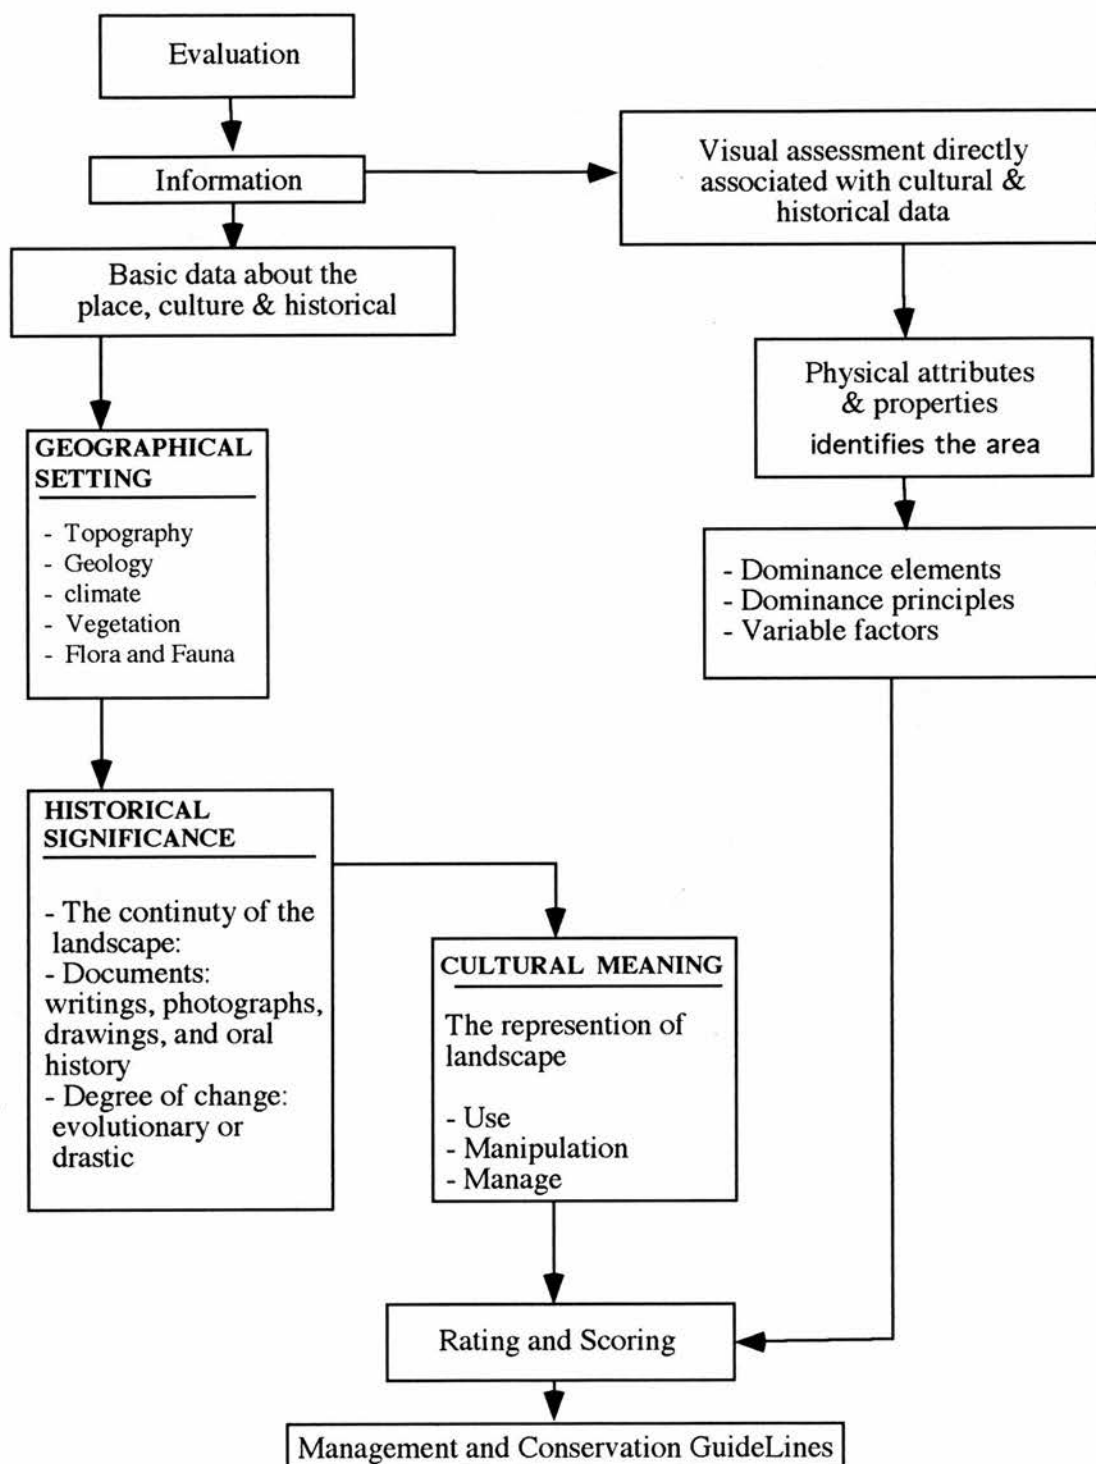 Evaluation
Information
Visual assessment directly
associated with cultural &
historical data
Basic data about the
place, culture & historical
Physical attributes
& properties
identifies the area
GEOGRAPHICAL
SETTING
- Topography
- Geology
- climate
- Vegetation
- Flora and Fauna
- Dominance elements
- Dominance principles
- Variable factors
HISTORICAL
SIGNIFICANCE
- The continuty of the
landscape:
- Documents:
writings, photographs,
drawings, and oral
history
- Degree of change:
evolutionary or
drastic
CULTURAL MEANING
The represention of
landscape
- Use
- Manipulation
- Manage
Rating and Scoring
Management and Conservation GuideLines